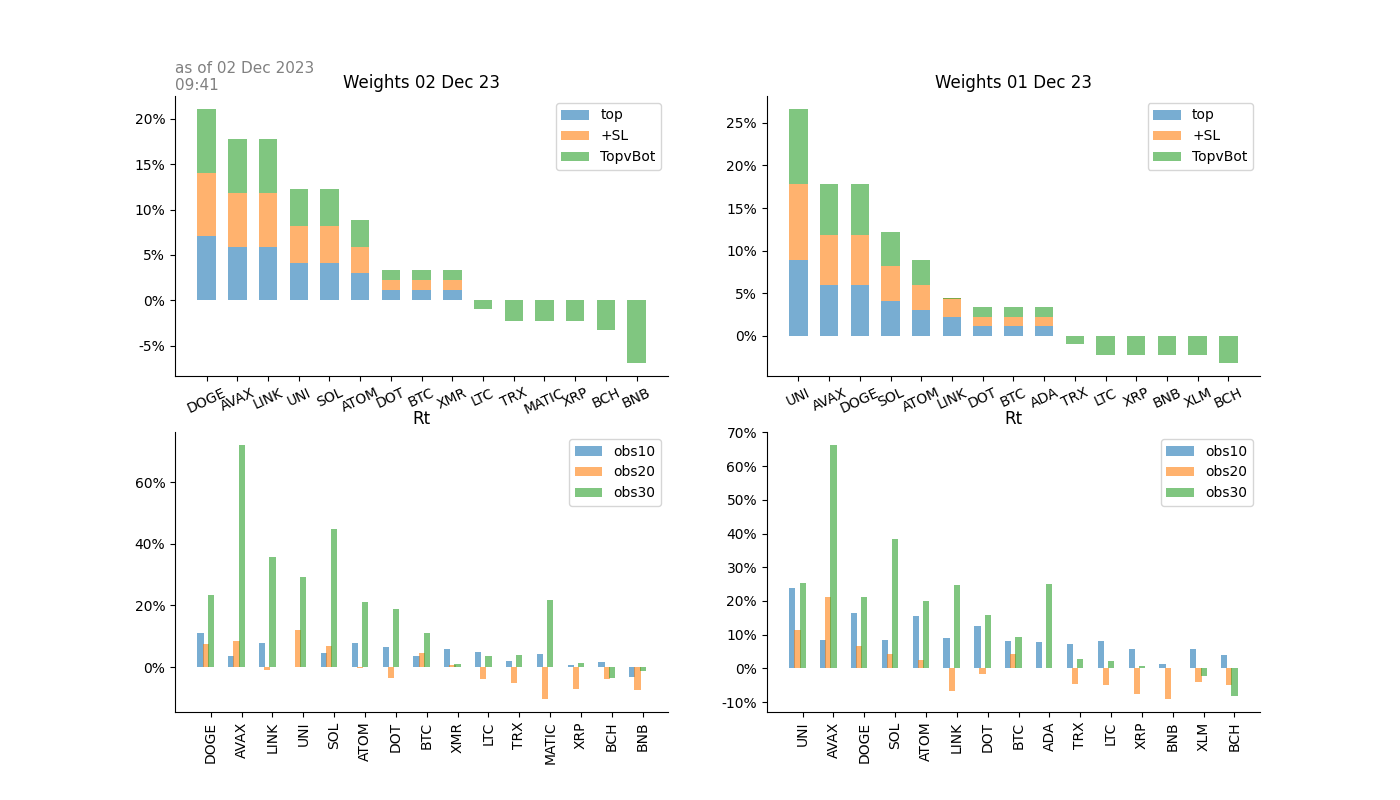 as of 02 Dec 2023
09:41
Weights 02 Dec 23
top
+SL
TopvBot
20%
15%
10%
5%
0%
-5%
DOGE AVAX LINK UNI SOL ATOM DOT BTC XMR LTC TRX MATIC XRP BCH BNB
Weights 01 Dec 23
top
+SL
TopvBot
25%
20%
15%
10%
5%
0%
UNI AVAX DOGE SOL ATOM LINK DOT BTC ADA TRX LTC XRP BNB XLM BCH
Rt
obs10
obs20
obs30
60%
40%
20%
0%
DOGE AVAX LINK UNI SOL ATOM DOT BTC XMR LTC TRX MATIC XRP BCH BNB
Rt
obs10
obs20
obs30
70%
60%
50%
40%
30%
20%
10%
0%
-10%
UNI AVAX DOGE SOL ATOM LINK DOT BTC ADA TRX LTC XRP BNB XLM BCH